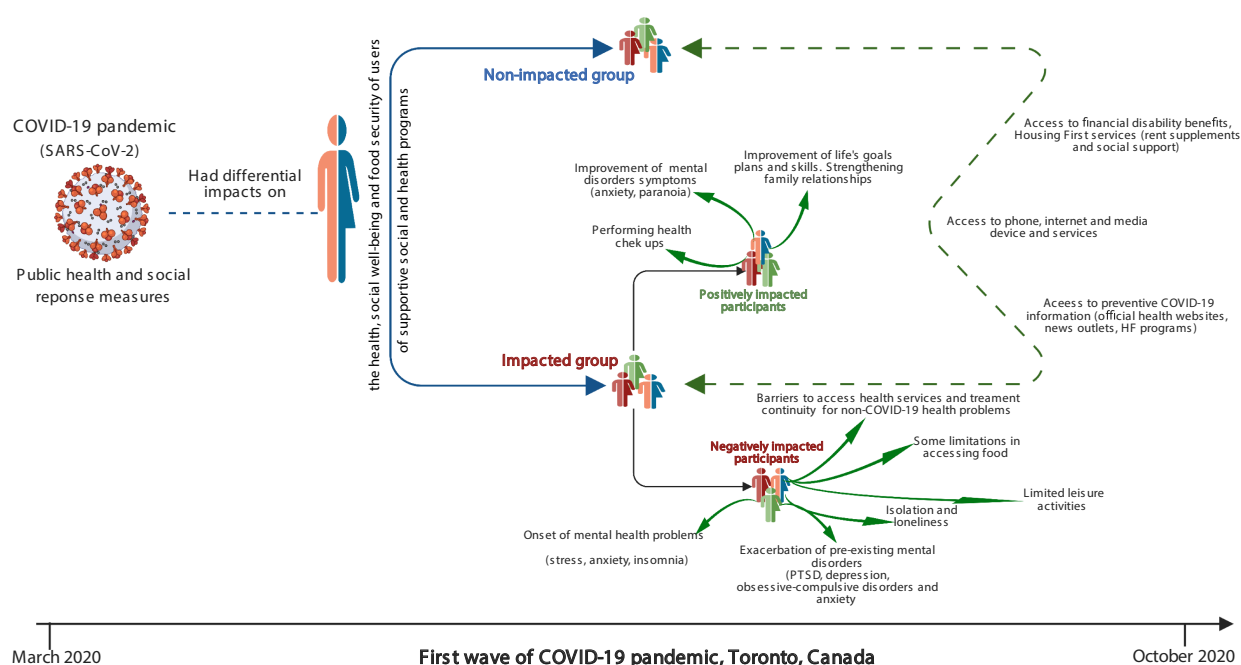 COVID-19 pandemic
(SARS-CoV-2)
Public health and social
reponse measures
Had differential
impacts on
the health, social well-being and food security of users
of supportive social and health programs
Non-impacted group
Impacted group
Improvement of mental
disorders symptoms
(anxiety, paranoia)
Improvement of life's goals
plans and skills. Strengthening
family relationships
Performing health
chek ups
Positively impacted
participants
Access to financial disability benefits,
Housing First services (rent supplements
and social support)
Access to phone, internet and media
device and services
Aceess to preventive COVID-19
information (official health websites,
news outlets, HF programs)
Negatively impacted
participants
Barriers to access health services and treament
continuity for non-COVID-19 health problems
Some limitations in
accessing food
Limited leisure
activities
Isolation and
loneliness
Exacerbation of pre-existing mental
disorders
(PTSD, depression,
obsessive-compulsive disorders and
anxiety
Onset of mental health problems
(stress, anxiety, insomnia)
March 2020
First wave of COVID-19 pandemic, Toronto, Canada
October 2020